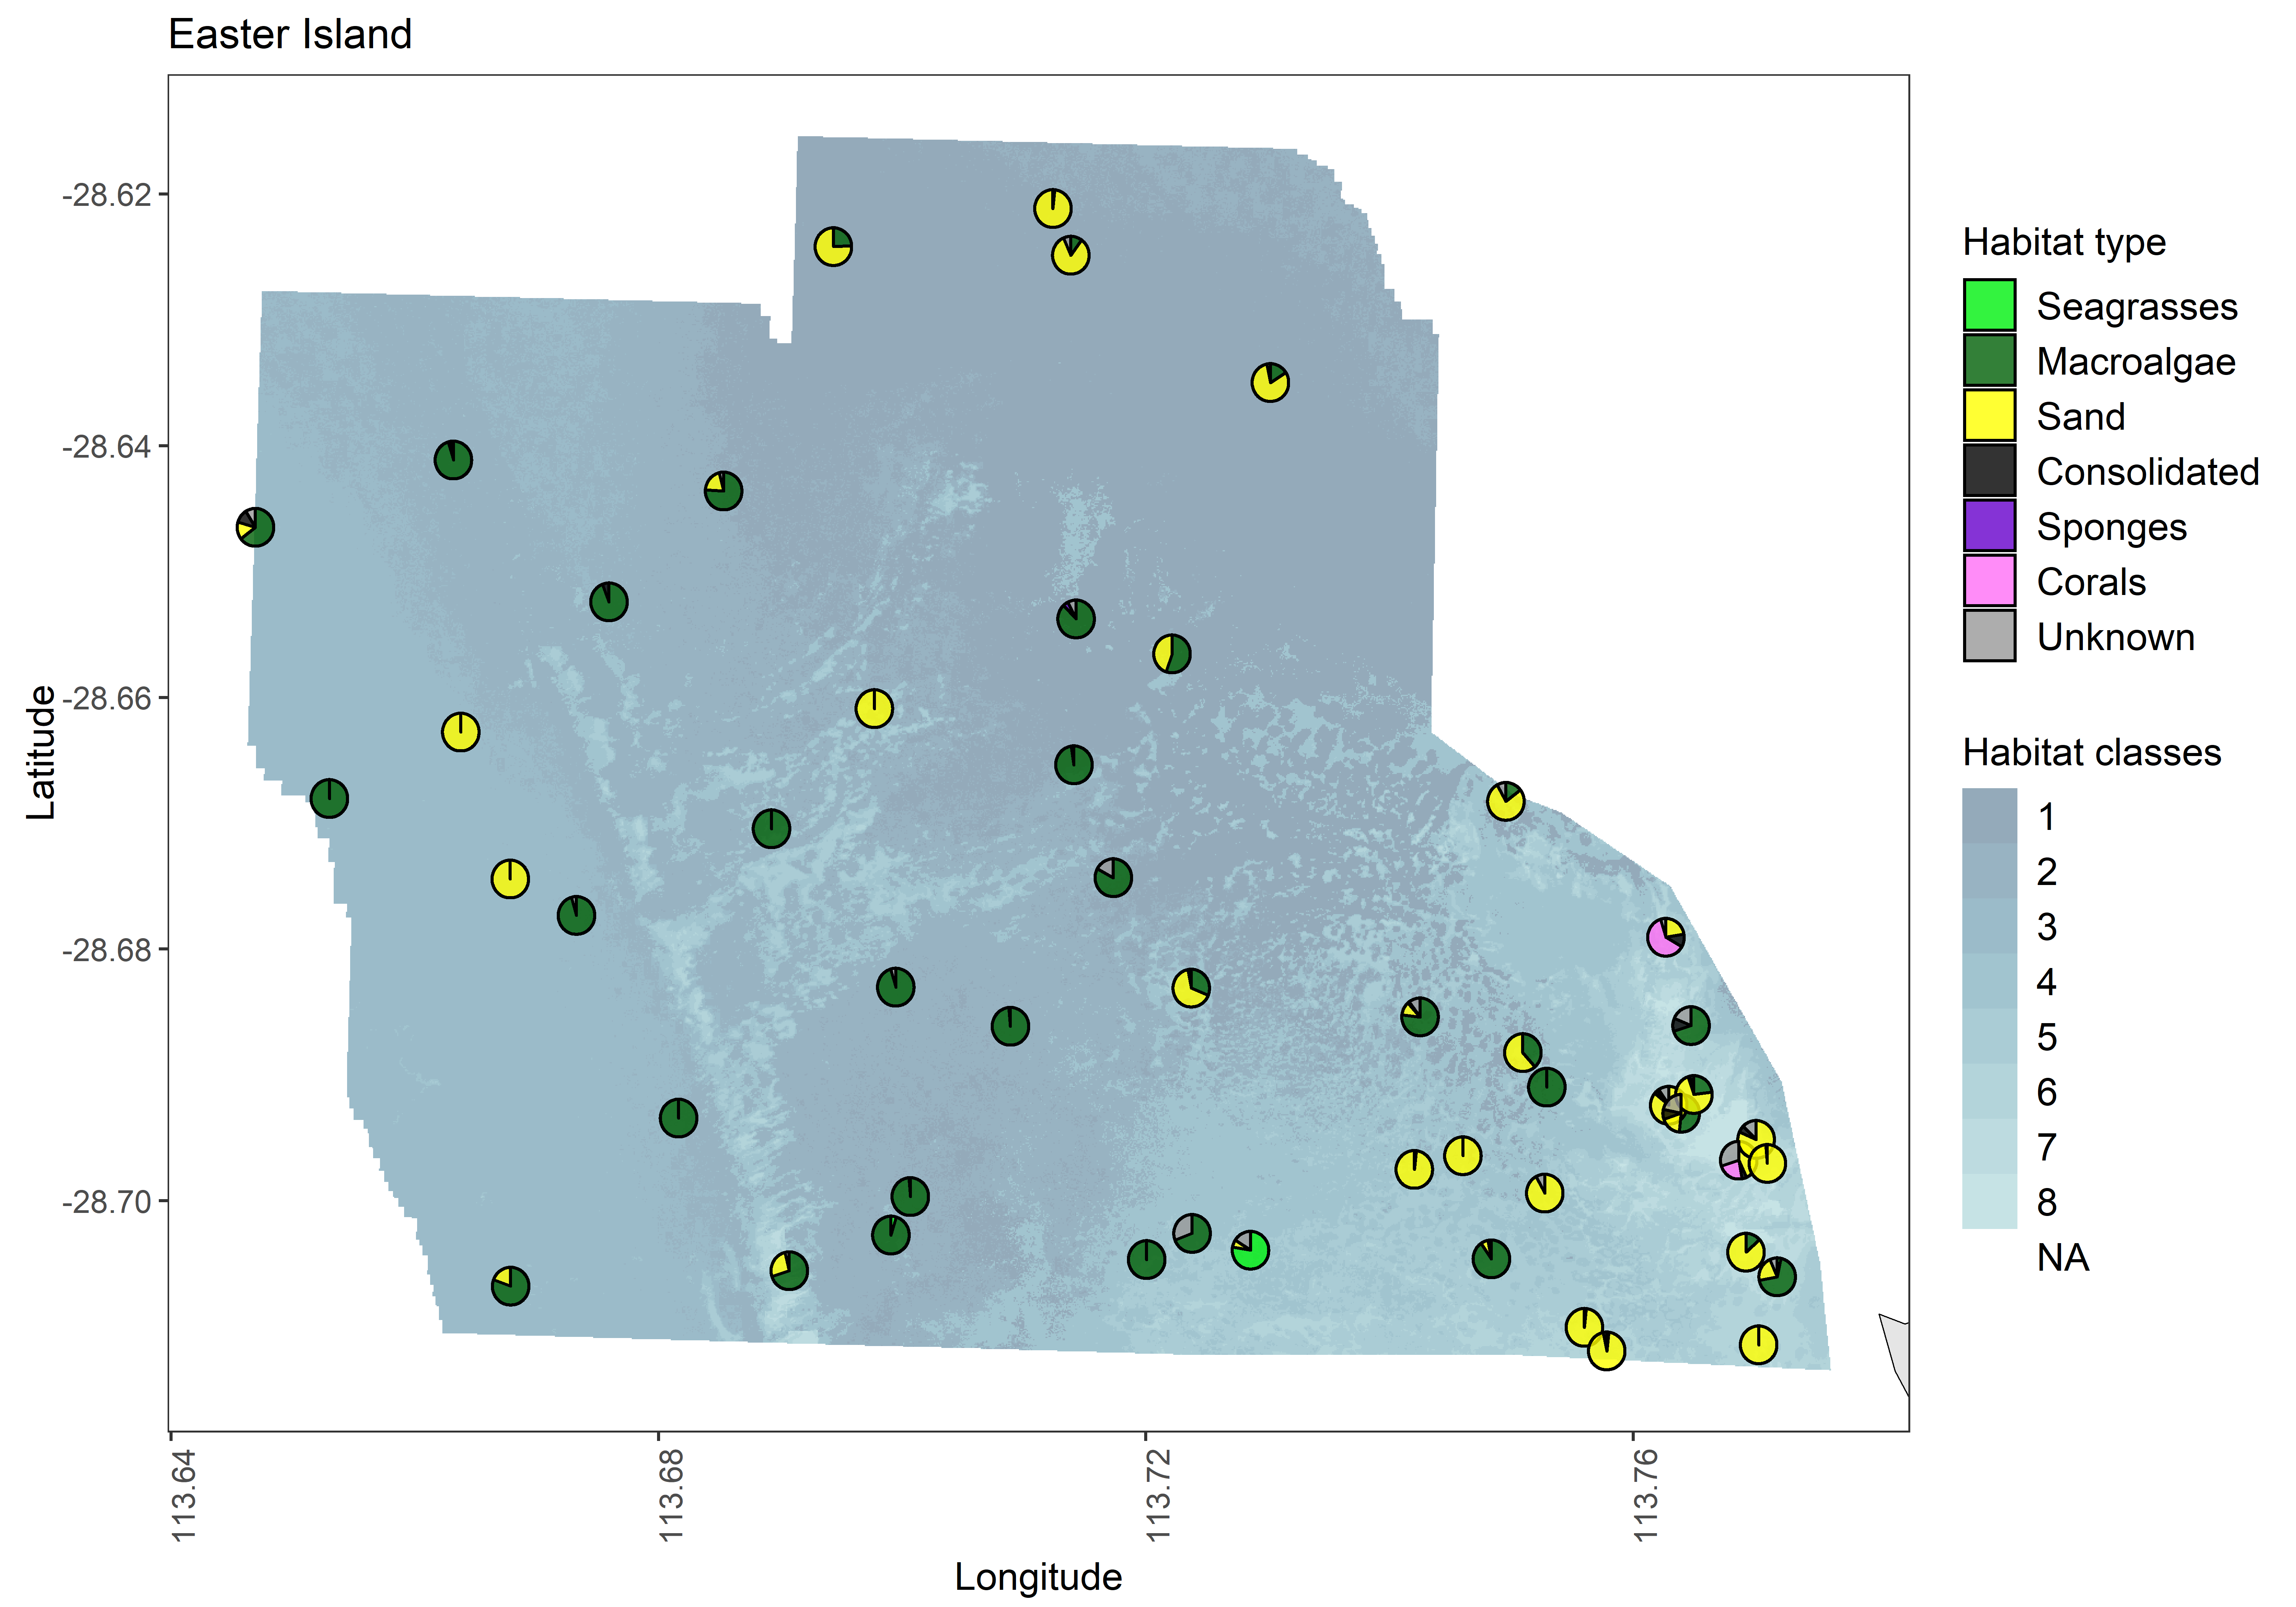 Easter Island
-28.62
-28.64
-28.66
-28.68
-28.70
Latitude
113.64
113.68
113.72
113.76
Longitude
Habitat type
Seagrasses
Macroalgae
Sand
Consolidated
Sponges
Corals
Unknown
Habitat classes
1
2
3
4
5
6
7
8
NA